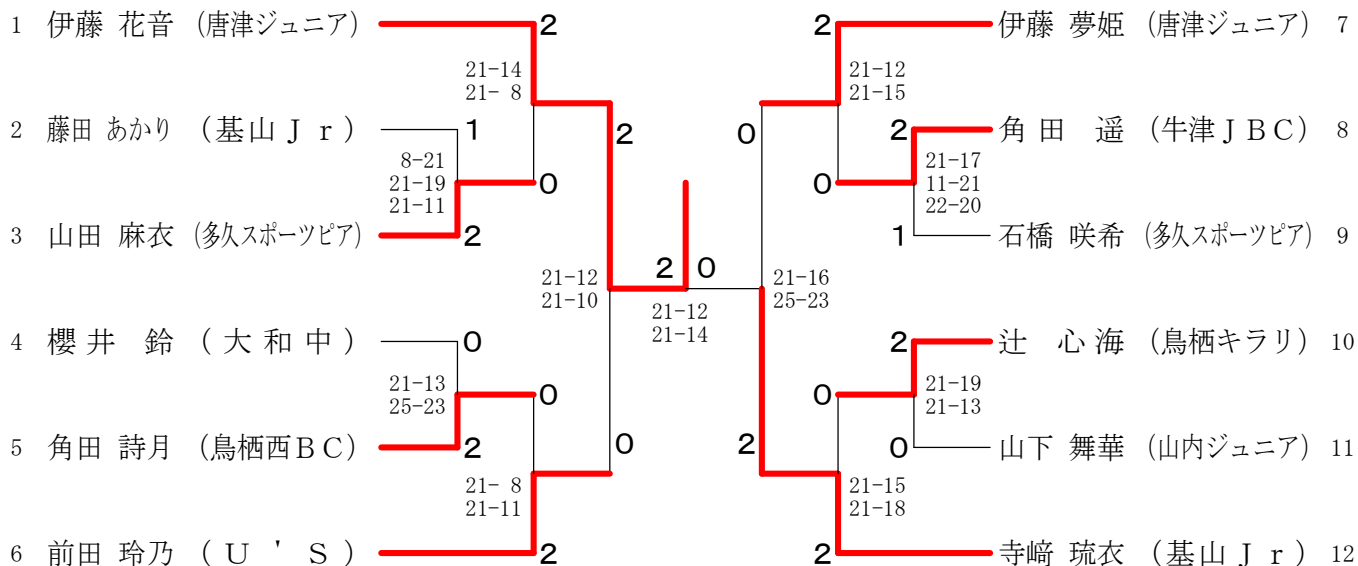 1 伊藤 花音 (唐津ジュニア) 2
21-14
21- 8
2 藤田 あかり (基山Ｊｒ) 1
8-21
21-19
21-11
0
2
3 山田 麻衣 (多久スポーツピア) 2
21-12
21-10
4 櫻井 鈴 (大和中) 0
21-13
25-23
0
5 角田 詩月 (鳥栖西ＢＣ) 2
0
21- 8
21-11
6 前田 玲乃 (Ｕ'Ｓ) 2
2 0
21-12
21-14
2 伊藤 夢姫 (唐津ジュニア) 7
21-12
21-15
0
2 角田 遥 (牛津ＪＢＣ) 8
21-17
11-21
22-20
0
1 石橋 咲希 (多久スポーツピア) 9
21-16
25-23
2 辻 心海 (鳥栖キラリ) 10
21-19
21-13
0
0 山下 舞華 (山内ジュニア) 11
2
21-15
21-18
2 寺﨑 琉衣 (基山Ｊｒ) 12